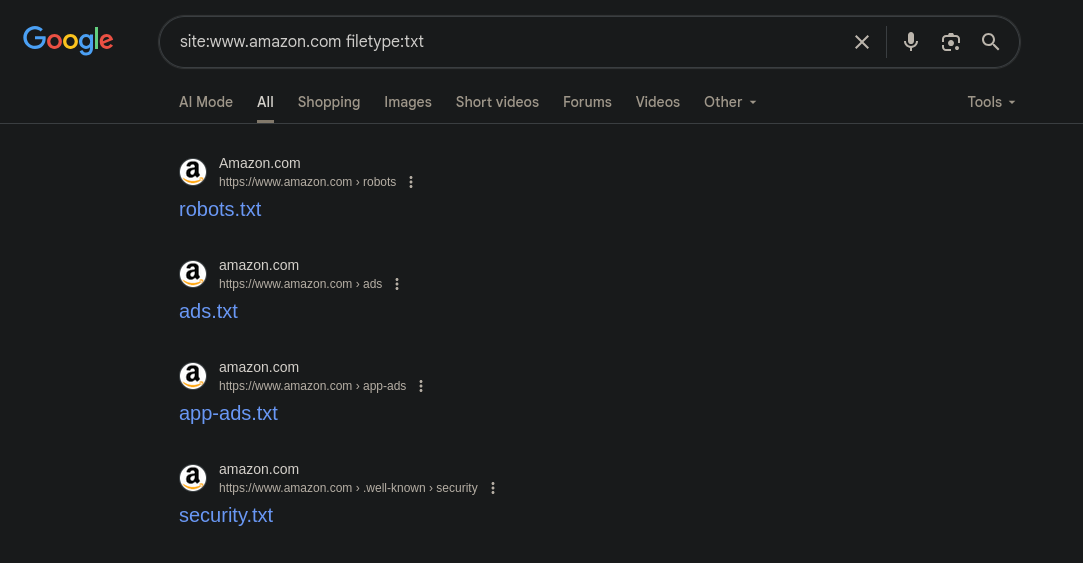 Google
site:www.amazon.com filetype:txt
AI Mode All Shopping Images Short videos Forums Videos Other Tools
Amazon.com
https://www.amazon.com › robots
robots.txt
amazon.com
https://www.amazon.com › ads
ads.txt
amazon.com
https://www.amazon.com › app-ads
app-ads.txt
amazon.com
https://www.amazon.com › .well-known › security
security.txt